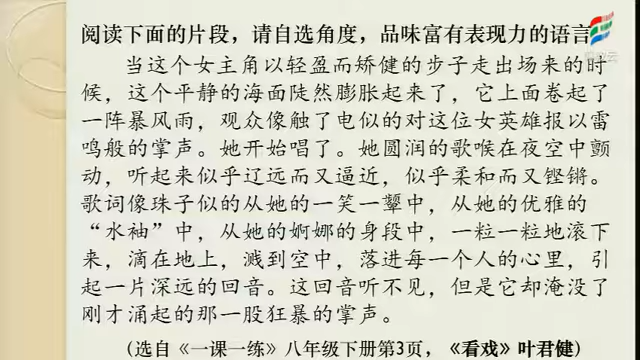 阅读下面的片段，请自选角度，品味富有表现力的语言
当这个女主角以轻盈而矫健的步子走出场来的时
候，这个平静的海面陡然膨胀起来了，它上面卷起了
一阵暴风雨，观众像触了电似的对这位女英雄报以雷
鸣般的掌声。她开始唱了。她圆润的歌喉在夜空中颤
动，听起来似乎辽远而又逼近，似乎柔和而又铿锵。
歌词像珠子似的从她的一笑一颦中，从她的优雅的
“水袖”中，从她的婀娜的身段中，一粒一粒地滚下
来，滴在地上，溅到空中，落进每一个人的心里，引
起一片深远的回音。这回音听不见，但是它却淹没了
刚才涌起的那一股狂暴的掌声。
(选自《一课一练》八年级下册第3页，《看戏》叶君健)